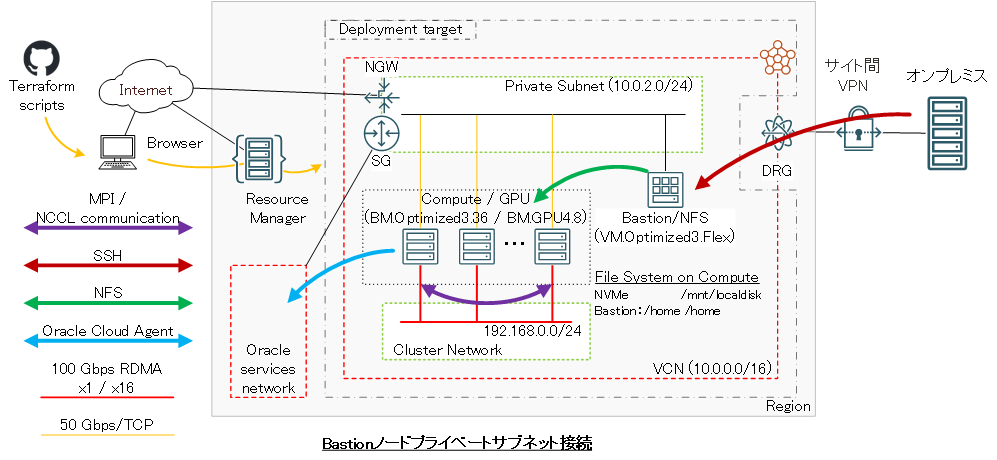 Deployment target
Terraform
scripts
Internet
Browser
Resource
Manager
NGW
SG
Private Subnet (10.0.2.0/24)
サイト間
VPN
オンプレミス
DRG
Compute / GPU
(BM.Optimized3.36 / BM.GPU4.8)
...
Bastion/NFS
(VM.Optimized3.Flex)
File System on Compute
NVMe /mnt/localdisk
Bastion:/home /home
192.168.0.0/24
Cluster Network
Oracle
services
network
VCN (10.0.0.0/16)
Region
MPI /
NCCL communication
SSH
NFS
Oracle Cloud Agent
100 Gbps RDMA
x1 / x16
50 Gbps/TCP
Bastionノードプライベートサブネット接続